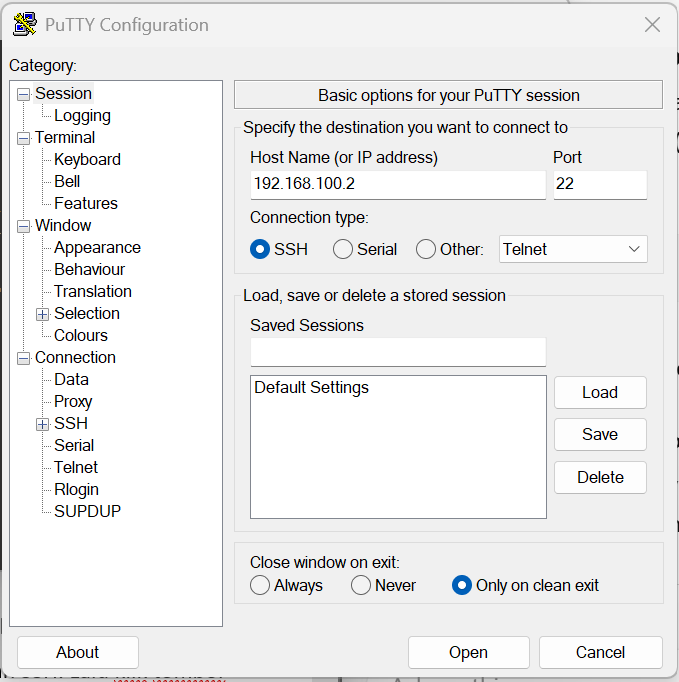 PuTTY Configuration
Category:
Session
Logging
Terminal
Keyboard
Bell
Features
Window
Appearance
Behaviour
Translation
Selection
Colours
Connection
Data
Proxy
SSH
Serial
Telnet
Rlogin
SUPDUP
Basic options for your PuTTY session
Specify the destination you want to connect to
Host Name (or IP address) Port
192.168.100.2 22
Connection type:
SSH Serial Other: Telnet
Load, save or delete a stored session
Saved Sessions
Default Settings
Load
Save
Delete
Close window on exit:
Always Never Only on clean exit
About Open Cancel